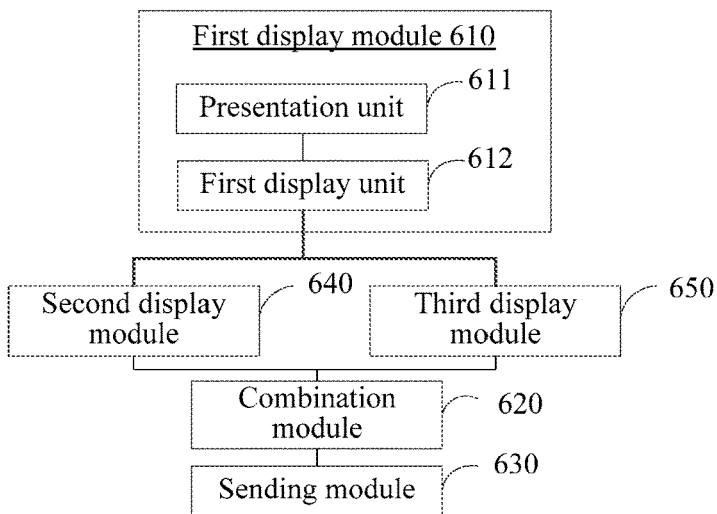 First display module 610
611
Presentation unit
612
First display unit
Second display
module
640
Third display
module
650
Combination
module
620
Sending module
630